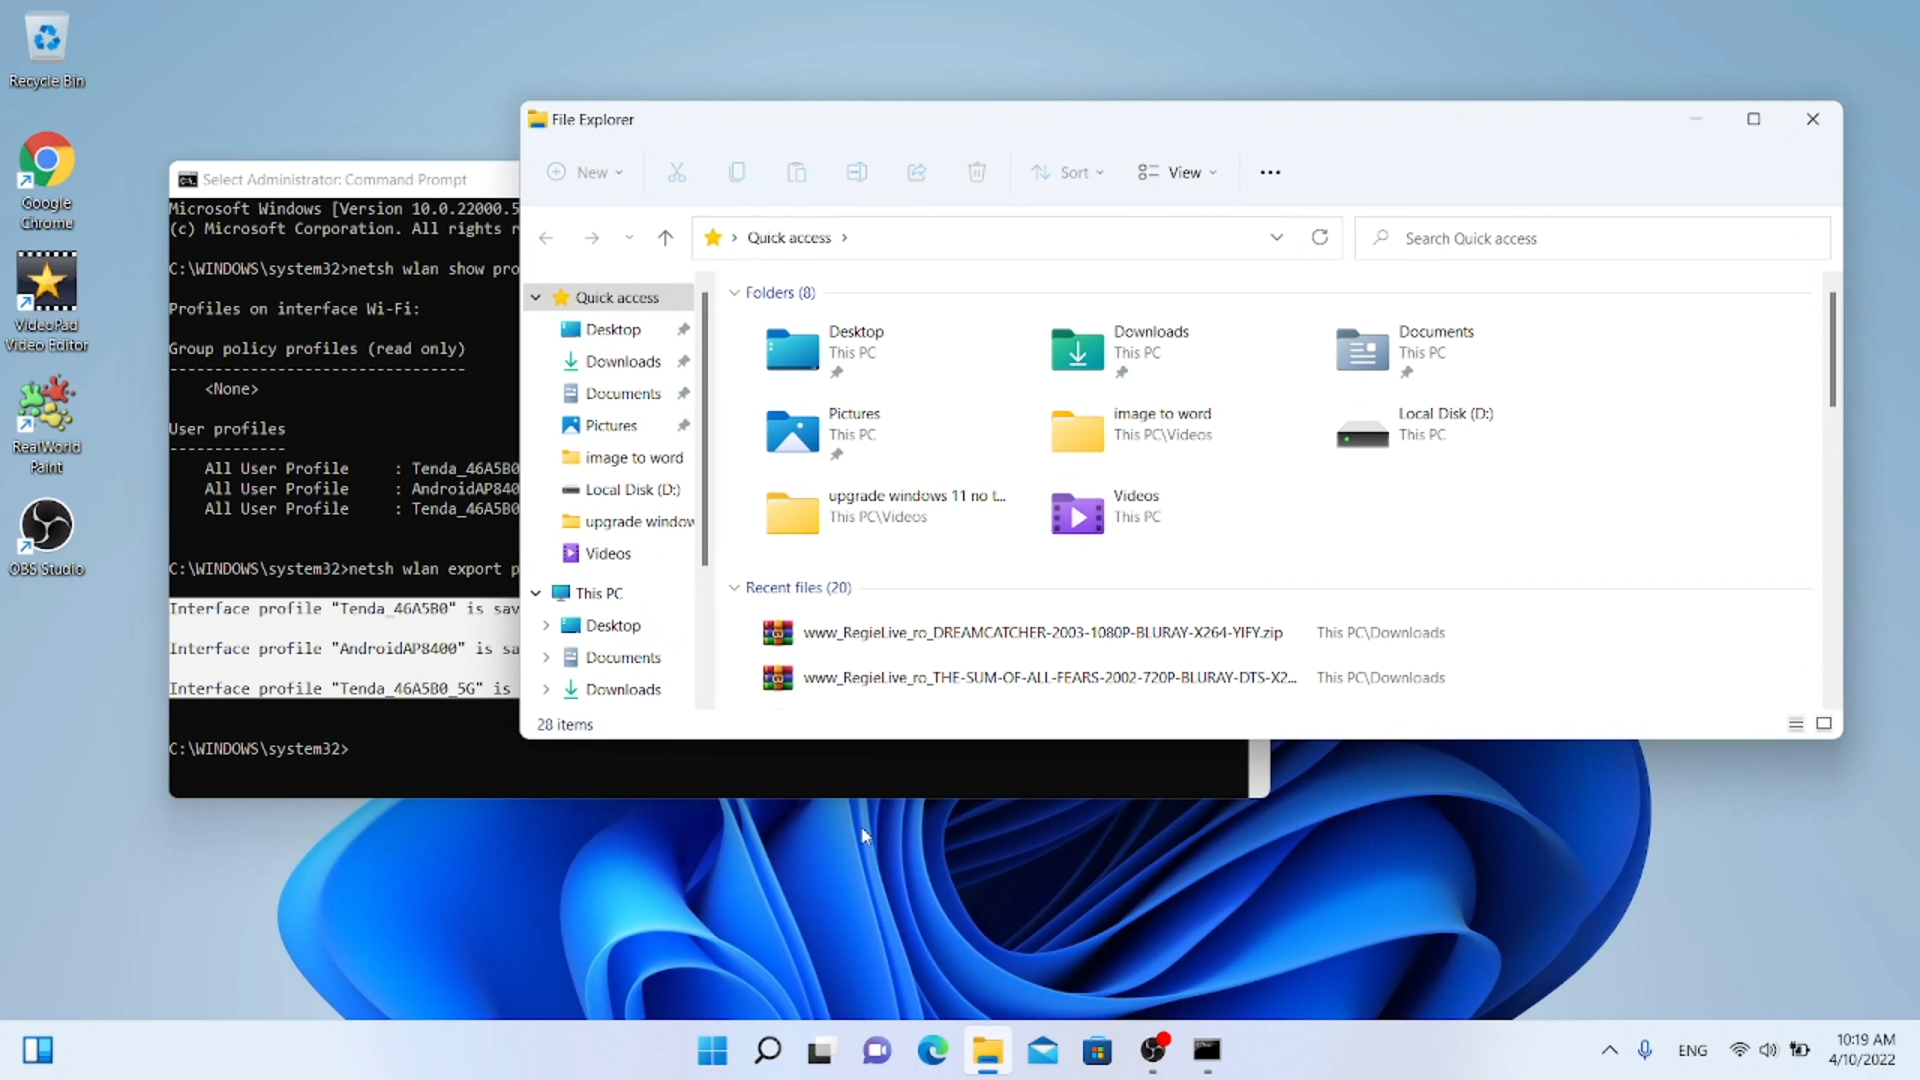 Recycle Bin
Google
Chrome
VideoPad
Video Editor
RealWorld
Paint
OBS Studio
Select Administrator: Command Prompt
Microsoft Windows [Version 10.0.22000.5
(c) Microsoft Corporation. All rights r
C:\WINDOWS\system32>netsh wlan show pro
Profiles on interface Wi-Fi:
Group policy profiles (read only)
---------------------------------
<None>
User profiles
-------------
All User Profile : Tenda_46A5B0
All User Profile : AndroidAP840
All User Profile : Tenda_46A5B0
C:\WINDOWS\system32>netsh wlan export p
Interface profile "Tenda_46A5B0" is sav
Interface profile "AndroidAP8400" is sa
Interface profile "Tenda_46A5B0_5G" is
C:\WINDOWS\system32>
File Explorer
New
Sort
View
Quick access
Search Quick access
Quick access
Desktop
Downloads
Documents
Pictures
image to word
Local Disk (D:)
upgrade window
Videos
This PC
Desktop
Documents
Downloads
Folders (8)
Desktop
This PC
Downloads
This PC
Documents
This PC
Pictures
This PC
image to word
This PC\Videos
Local Disk (D:)
This PC
upgrade windows 11 no t...
This PC\Videos
Videos
This PC
Recent files (20)
www_RegieLive_ro_DREAMCATCHER-2003-1080P-BLURAY-X264-YIFY.zip This PC\Downloads
www_RegieLive_ro_THE-SUM-OF-ALL-FEARS-2002-720P-BLURAY-DTS-X2... This PC\Downloads
28 items
ENG
10:19 AM
4/10/2022